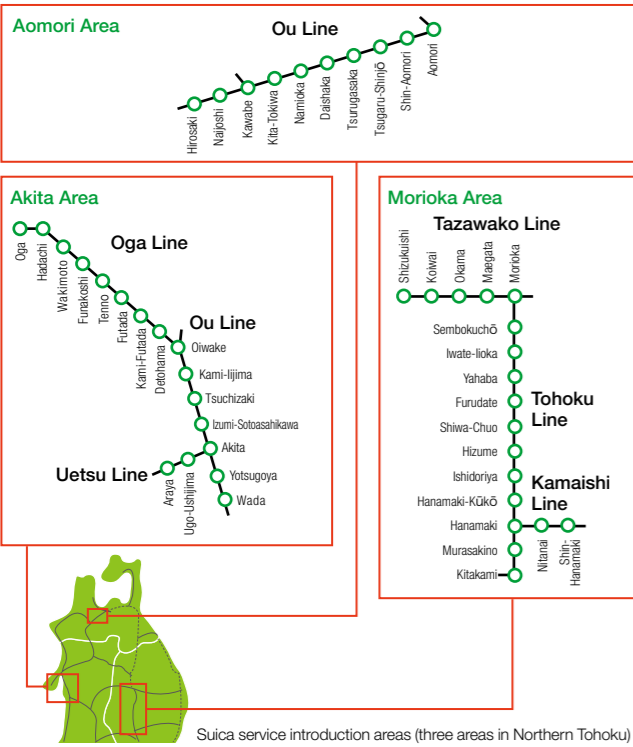 Aomori Area
Ou Line
Hirosaki
Naijoshi
Kawabe
Kita-Tokiwa
Namioka
Daishaka
Tsurugasaka
Tsugaru-Shinjō
Shin-Aomori
Aomori
Akita Area
Oga Line
Oga
Hadachi
Wakimoto
Funakoshi
Tenno
Futada
Kami-Futada
Detohama
Ou Line
Oiwake
Kami-Iijima
Tsuchizaki
Izumi-Sotoasahikawa
Akita
Uetsu Line
Araya
Ugo-Ushijima
Yotsugoya
Wada
Morioka Area
Tazawako Line
Shizukuishi
Koiwai
Okama
Maegata
Morioka
Sembokuchō
Iwate-Iioka
Yahaba
Furudate
Tohoku
Line
Shiwa-Chuo
Hizume
Ishidoriya
Kamaishi
Line
Hanamaki-Kūkō
Hanamaki
Nitanai
Shin-
Hanamaki
Murasakino
Kitakami
Suica service introduction areas (three areas in Northern Tohoku)